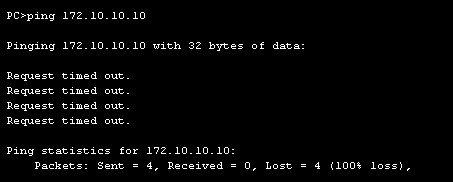 PC>ping 172.10.10.10
Pinging 172.10.10.10 with 32 bytes of data:
Request timed out.
Request timed out.
Request timed out.
Request timed out.
Ping statistics for 172.10.10.10:
Packets: Sent = 4, Received = 0, Lost = 4 (100% loss),